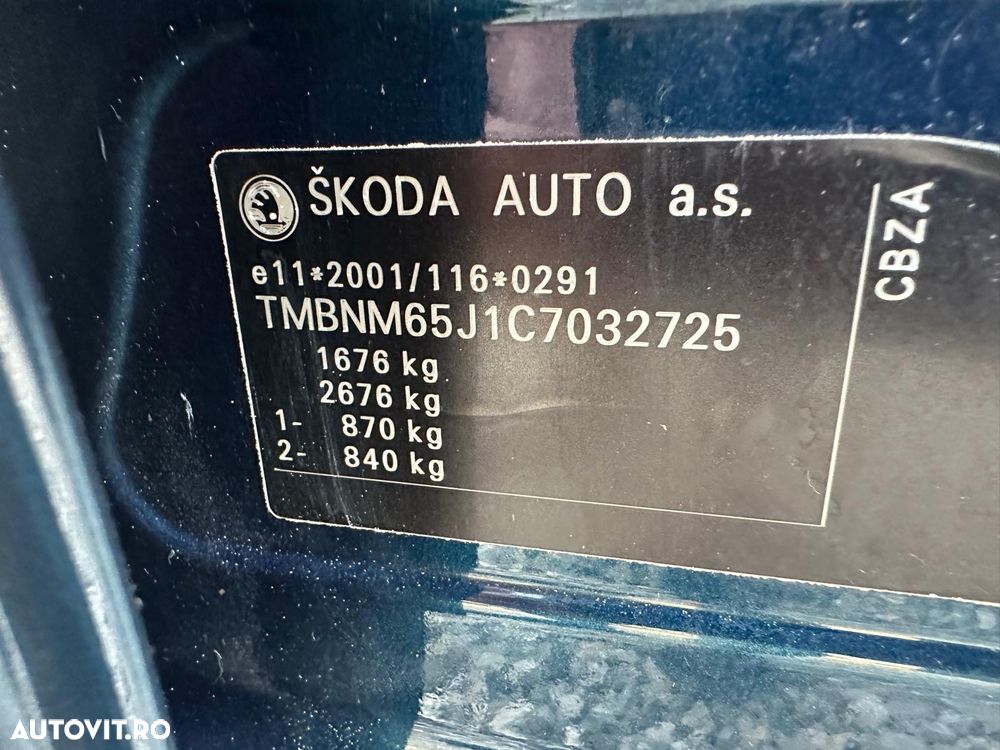 ŠKODA AUTO a.s.
e11*2001/116*0291
TMBNM65J1C7032725
1676 kg
2676 kg
1- 870 kg
2- 840 kg
CBZA
AUTOVIT.RO